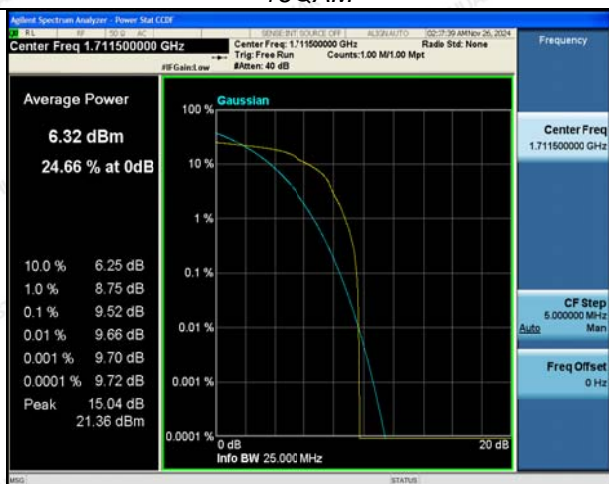 16QAM
Agilent Spectrum Analyzer - Power Stat CCDF
RL RF 50 Ω AC SENSE:INT SOURCE OFF ALIGN AUTO 02:37:39 AM Nov 26, 2024
Center Freq 1.711500000 GHz
Center Freq: 1.711500000 GHz
Radio Std: None
Trig: Free Run
Counts:1.00 M/1.00 Mpt
#IFGain:Low
#Atten: 40 dB
Frequency
Average Power
6.32 dBm
24.66 % at 0dB
10.0 % 6.25 dB
1.0 % 8.75 dB
0.1 % 9.52 dB
0.01 % 9.66 dB
0.001 % 9.70 dB
0.0001 % 9.72 dB
Peak 15.04 dB
21.36 dBm
Gaussian
100 %
10 %
1 %
0.1 %
0.01 %
0.001 %
0.0001 %
0 dB
20 dB
Info BW 25.000 MHz
Center Freq
1.711500000 GHz
CF Step
5.000000 MHz
Auto Man
Freq Offset
0 Hz
MSG
STATUS